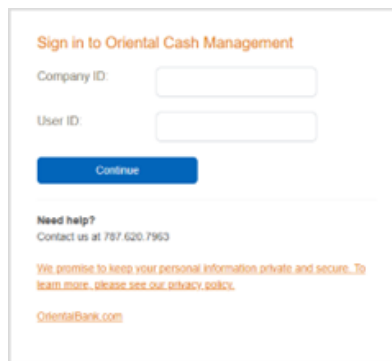 Sign in to Oriental Cash Management
Company ID:
User ID:
Continue
Need help?
Contact us at 787.620.7963
We promise to keep your personal information private and secure. To
learn more, please see our privacy policy.
OrientalBank.com